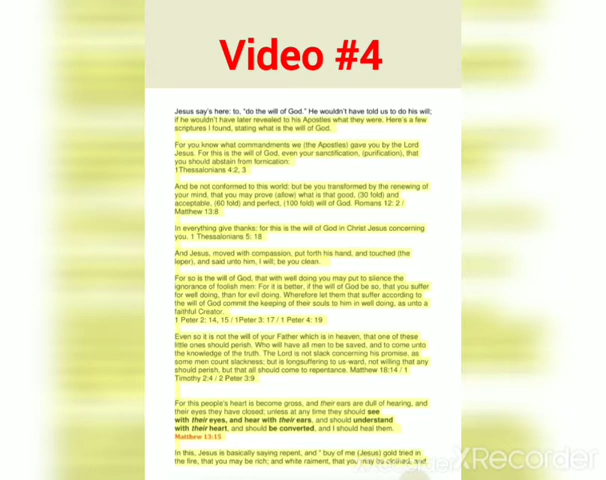 Video #4
Jesus say's here: to, "do the will of God." He wouldn't have told us to do his will;
if he wouldn't have later revealed to his Apostles what they were. Here's a few
scriptures I found, stating what is the will of God.
For you know what commandments we (the Apostles) gave you by the Lord
Jesus. For this is the will of God, even your sanctification, (purification), that
you should abstain from fornication:
1Thessalonians 4:2, 3
And be not conformed to this world: but be you transformed by the renewing of
your mind, that you may prove (allow) what is that good, (30 fold) and
acceptable, (60 fold) and perfect, (100 fold) will of God. Romans 12: 2 /
Matthew 13:8
In everything give thanks: for this is the will of God in Christ Jesus concerning
you. 1 Thessalonians 5: 18
And Jesus, moved with compassion, put forth his hand, and touched (the
leper), and said unto him, I will; be you clean.
For so is the will of God, that with well doing you may put to silence the
ignorance of foolish men: For it is better, if the will of God be so, that you suffer
for well doing, than for evil doing. Wherefore let them that suffer according to
the will of God commit the keeping of their souls to him in well doing, as unto a
faithful Creator.
1 Peter 2: 14, 15 / 1Peter 3: 17 / 1 Peter 4: 19
Even so it is not the will of your Father which is in heaven, that one of these
little ones should perish. Who will have all men to be saved, and to come unto
the knowledge of the truth. The Lord is not slack concerning his promise, as
some men count slackness; but is longsuffering to us-ward, not willing that any
should perish, but that all should come to repentance. Matthew 18:14 / 1
Timothy 2:4 / 2 Peter 3:9
For this people's heart is become gross, and their ears are dull of hearing, and
their eyes they have closed; unless at any time they should see
with their eyes, and hear with their ears, and should understand
with their heart, and should be converted, and I should heal them.
Matthew 13:15
In this, Jesus is basically saying repent, and " buy of me (Jesus) gold tried in
the fire, that you may be rich; and white raiment, that you may be clothed, and
XRecorder